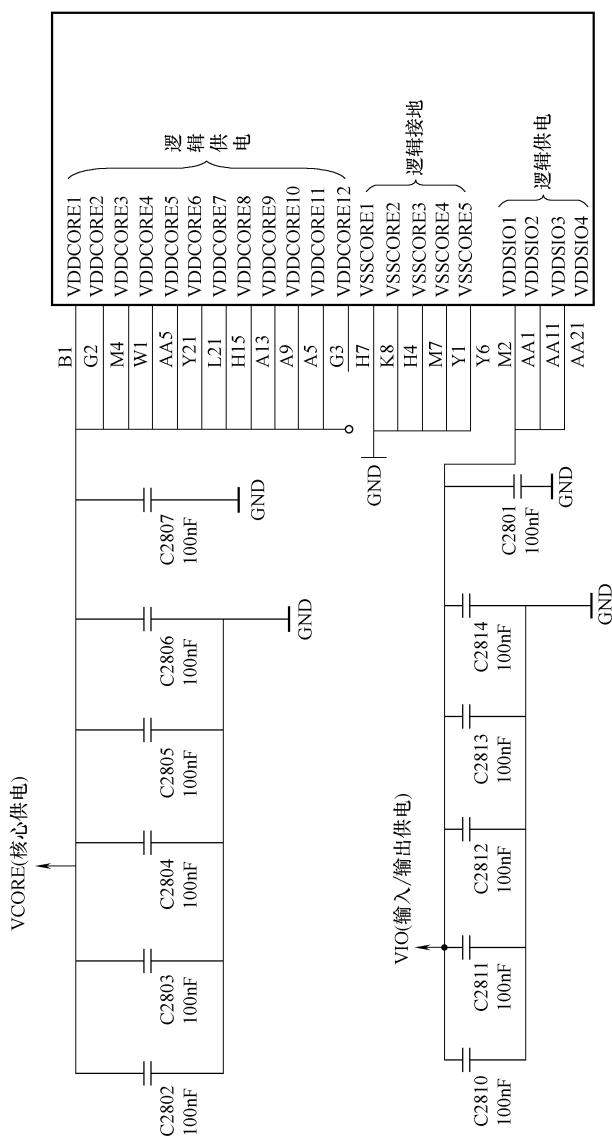 VCORE(核心供电)
C2802
100nF
C2803
100nF
C2804
100nF
C2805
100nF
C2806
100nF
GND
C2807
100nF
GND
B1
G2
M4
W1
AA5
Y21
L21
H15
A13
A9
A5
G3
H7
K8
H4
M7
Y1
Y6
M2
AA1
AA11
AA21
VDDCORE1
VDDCORE2
VDDCORE3
VDDCORE4
VDDCORE5
VDDCORE6
VDDCORE7
VDDCORE8
VDDCORE9
VDDCORE10
VDDCORE11
VDDCORE12
VSSCORE1
VSSCORE2
VSSCORE3
VSSCORE4
VSSCORE5
VDDSIO1
VDDSIO2
VDDSIO3
VDDSIO4
逻辑供电
逻辑接地
逻辑供电
GND
VIO(输入/输出供电)
C2810
100nF
C2811
100nF
C2812
100nF
C2813
100nF
C2814
100nF
GND
C2801
100nF
GND